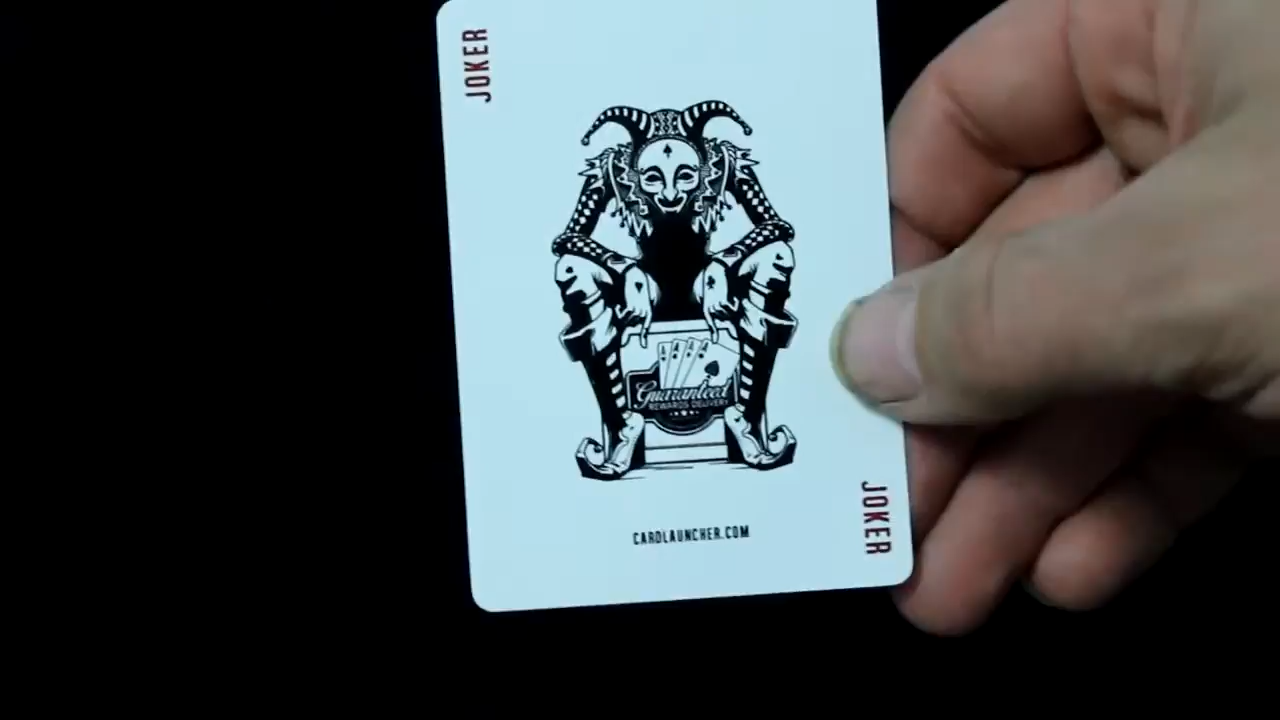 JOKER
A A A A
Guaranteed
REWARDS DELIVERY
CARDLAUNCHER.COM
JOKER